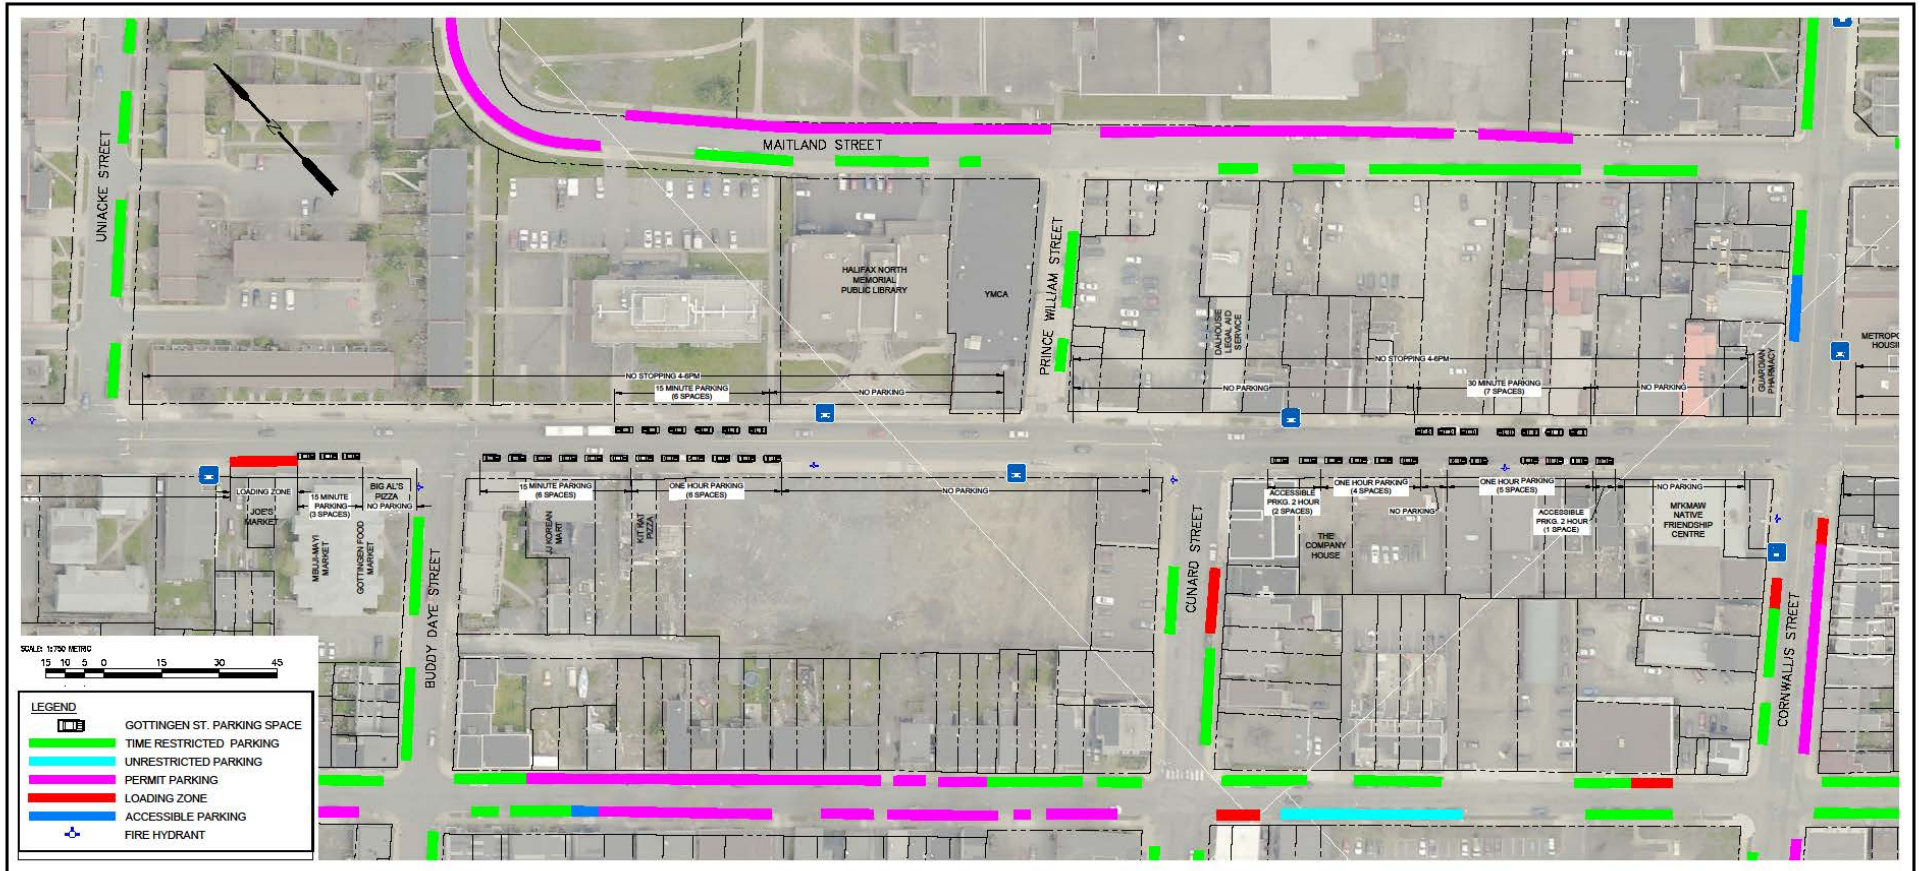 UNIACKE STREET
Z
MAITLAND STREET
PRINCE WILLIAM STREET
HALIFAX NORTH
MEMORIAL
PUBLIC LIBRARY
YMCA
DALHOUSE
LEGAL AID
SERVICE
GUARDIAN
PHARMACY
METROPO
HOUSI
NO STOPPING 4-6PM
15 MINUTE PARKING
(6 SPACES)
NO PARKING
NO STOPPING 4-6PM
NO PARKING
30 MINUTE PARKING
(7 SPACES)
NO PARKING
LOADING ZONE
JOE'S
MARKET
15 MINUTE
PARKING
(3 SPACES)
BIG AL'S
PIZZA
NO PARKING
MBUJI-MAYI
MARKET
GOTTINGEN FOOD
MARKET
BUDDY DAYE STREET
15 MINUTE PARKING
(6 SPACES)
ONE HOUR PARKING
(6 SPACES)
NO PARKING
JJ KOREAN
MART
KIT KAT
PIZZA
CUNARD STREET
ACCESSIBLE
PRKG. 2 HOUR
(2 SPACES)
ONE HOUR PARKING
(4 SPACES)
NO PARKING
ONE HOUR PARKING
(5 SPACES)
ACCESSIBLE
PRKG. 2 HOUR
(1 SPACE)
NO PARKING
THE
COMPANY
HOUSE
MI'KMAW
NATIVE
FRIENDSHIP
CENTRE
CORNWALLIS STREET
SCALE: 1:750 METRIC
15 10 5 0 15 30 45
LEGEND
GOTTINGEN ST. PARKING SPACE
TIME RESTRICTED PARKING
UNRESTRICTED PARKING
PERMIT PARKING
LOADING ZONE
ACCESSIBLE PARKING
FIRE HYDRANT